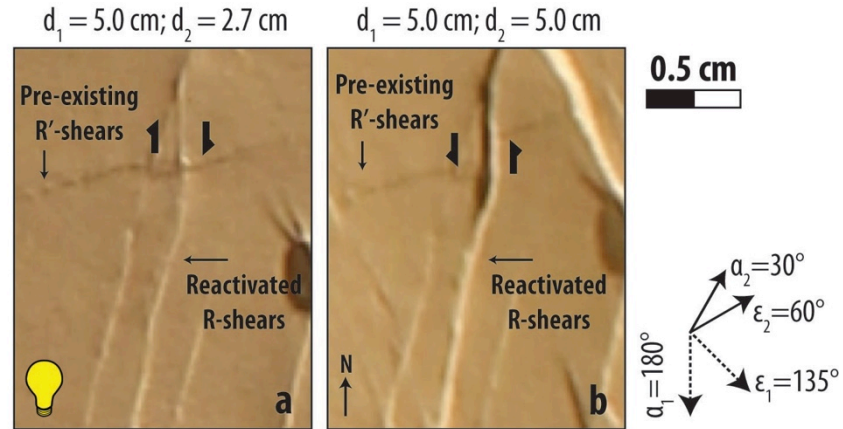 d₁ = 5.0 cm; d₂ = 2.7 cm
d₁ = 5.0 cm; d₂ = 5.0 cm
Pre-existing
R'-shears
Reactivated
R-shears
a
Pre-existing
R'-shears
Reactivated
R-shears
N
b
0.5 cm
α₂=30°
ε₂=60°
ε₁=135°
α₁=180°